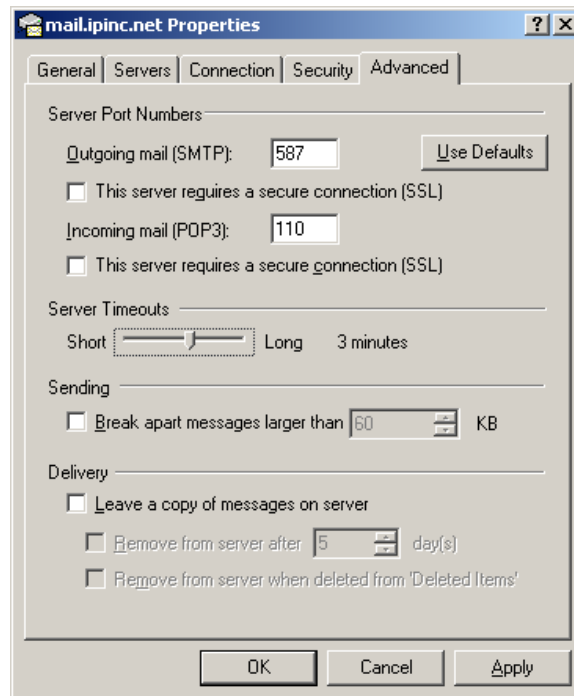 mail.ipinc.net Properties
General Servers Connection Security Advanced
Server Port Numbers
Outgoing mail (SMTP): 587 Use Defaults
This server requires a secure connection (SSL)
Incoming mail (POP3): 110
This server requires a secure connection (SSL)
Server Timeouts
Short Long 3 minutes
Sending
Break apart messages larger than 60 KB
Delivery
Leave a copy of messages on server
Remove from server after 5 day(s)
Remove from server when deleted from 'Deleted Items'
OK Cancel Apply